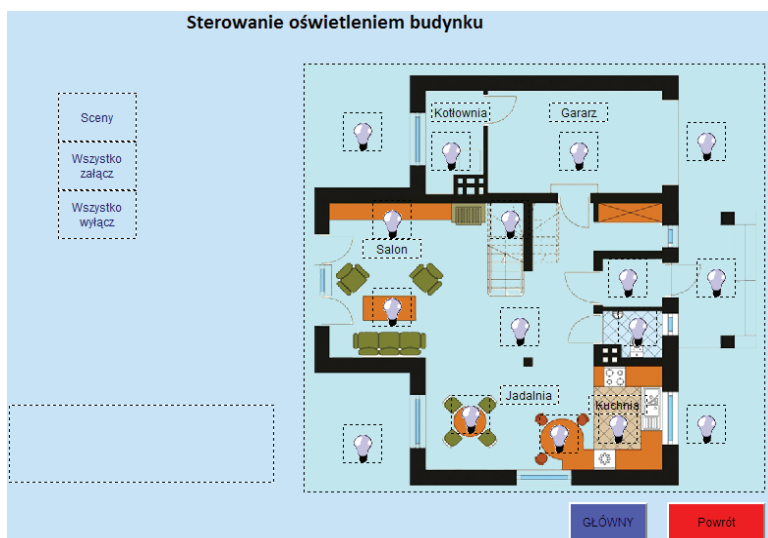 Sterowanie oświetleniem budynku
Sceny
Wszystko
załącz
Wszystko
wyłącz
Kotłownia
Gararz
Salon
Jadalnia
Kuchnia
GŁÓWNY
Powrót